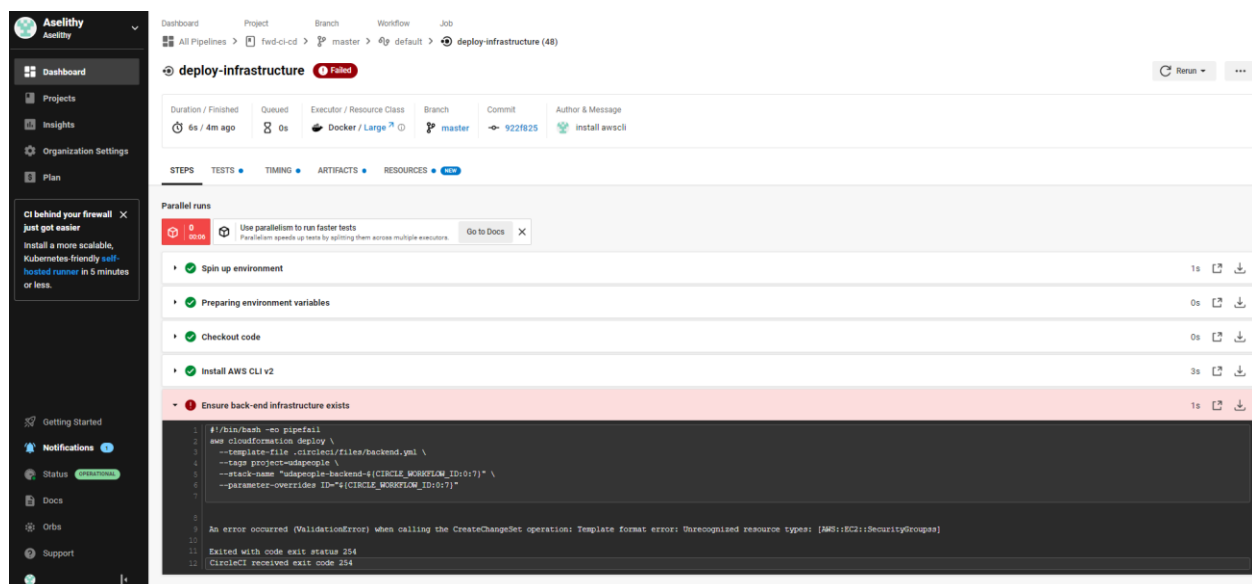 Aselithy
Aselithy
Dashboard
Projects
Insights
Organization Settings
Plan
CI behind your firewall
just got easier
Install a more scalable,
Kubernetes-friendly self-
hosted runner in 5 minutes
or less.
Getting Started
Notifications 1
Status OPERATIONAL
Docs
Orbs
Support
Dashboard Project Branch Workflow Job
All Pipelines > fwd-ci-cd > master > default > deploy-infrastructure (48)
deploy-infrastructure Failed
Rerun
Duration / Finished Queued Executor / Resource Class Branch Commit Author & Message
6s / 4m ago 0s Docker / Large master 922f825 install awscli
STEPS TESTS TIMING ARTIFACTS RESOURCES NEW
Parallel runs
0
00:06
Use parallelism to run faster tests
Parallelism speeds up tests by splitting them across multiple executors.
Go to Docs
Spin up environment 1s
Preparing environment variables 0s
Checkout code 0s
Install AWS CLI v2 3s
Ensure back-end infrastructure exists 1s
1 #!/bin/bash -eo pipefail
2 aws cloudformation deploy \
3 --template-file .circleci/files/backend.yml \
4 --tags project=udapeople \
5 --stack-name "udapeople-backend-${CIRCLE_WORKFLOW_ID:0:7}" \
6 --parameter-overrides ID="${CIRCLE_WORKFLOW_ID:0:7}"
7
8
9 An error occurred (ValidationError) when calling the CreateChangeSet operation: Template format error: Unrecognized resource types: [AWS::EC2::SecurityGroupss]
10
11 Exited with code exit status 254
12 CircleCI received exit code 254